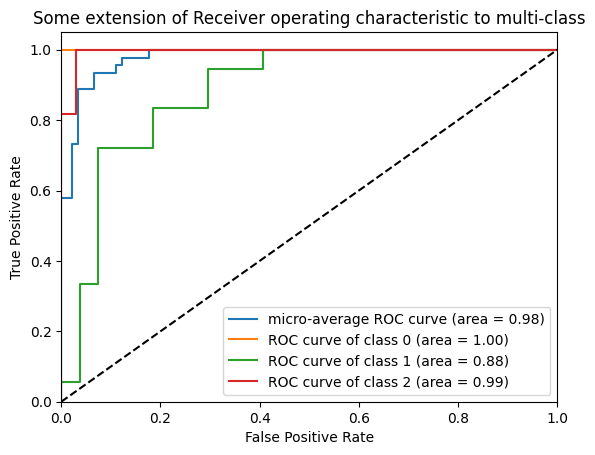 Some extension of Receiver operating characteristic to multi-class
1.0
0.8
0.6
0.4
0.2
0.0
True Positive Rate
micro-average ROC curve (area = 0.98)
ROC curve of class 0 (area = 1.00)
ROC curve of class 1 (area = 0.88)
ROC curve of class 2 (area = 0.99)
0.0 0.2 0.4 0.6 0.8 1.0
False Positive Rate